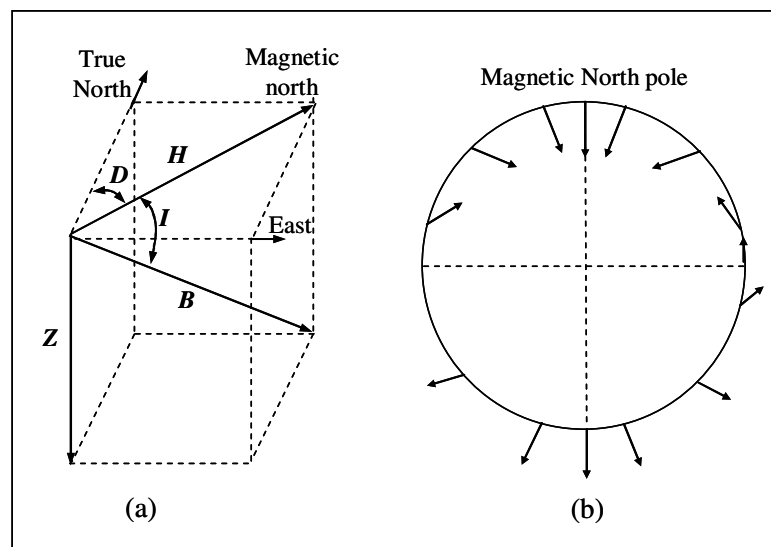 True
North
Magnetic
north
H
D
I
East
B
Z
(a)
Magnetic North pole
(b)